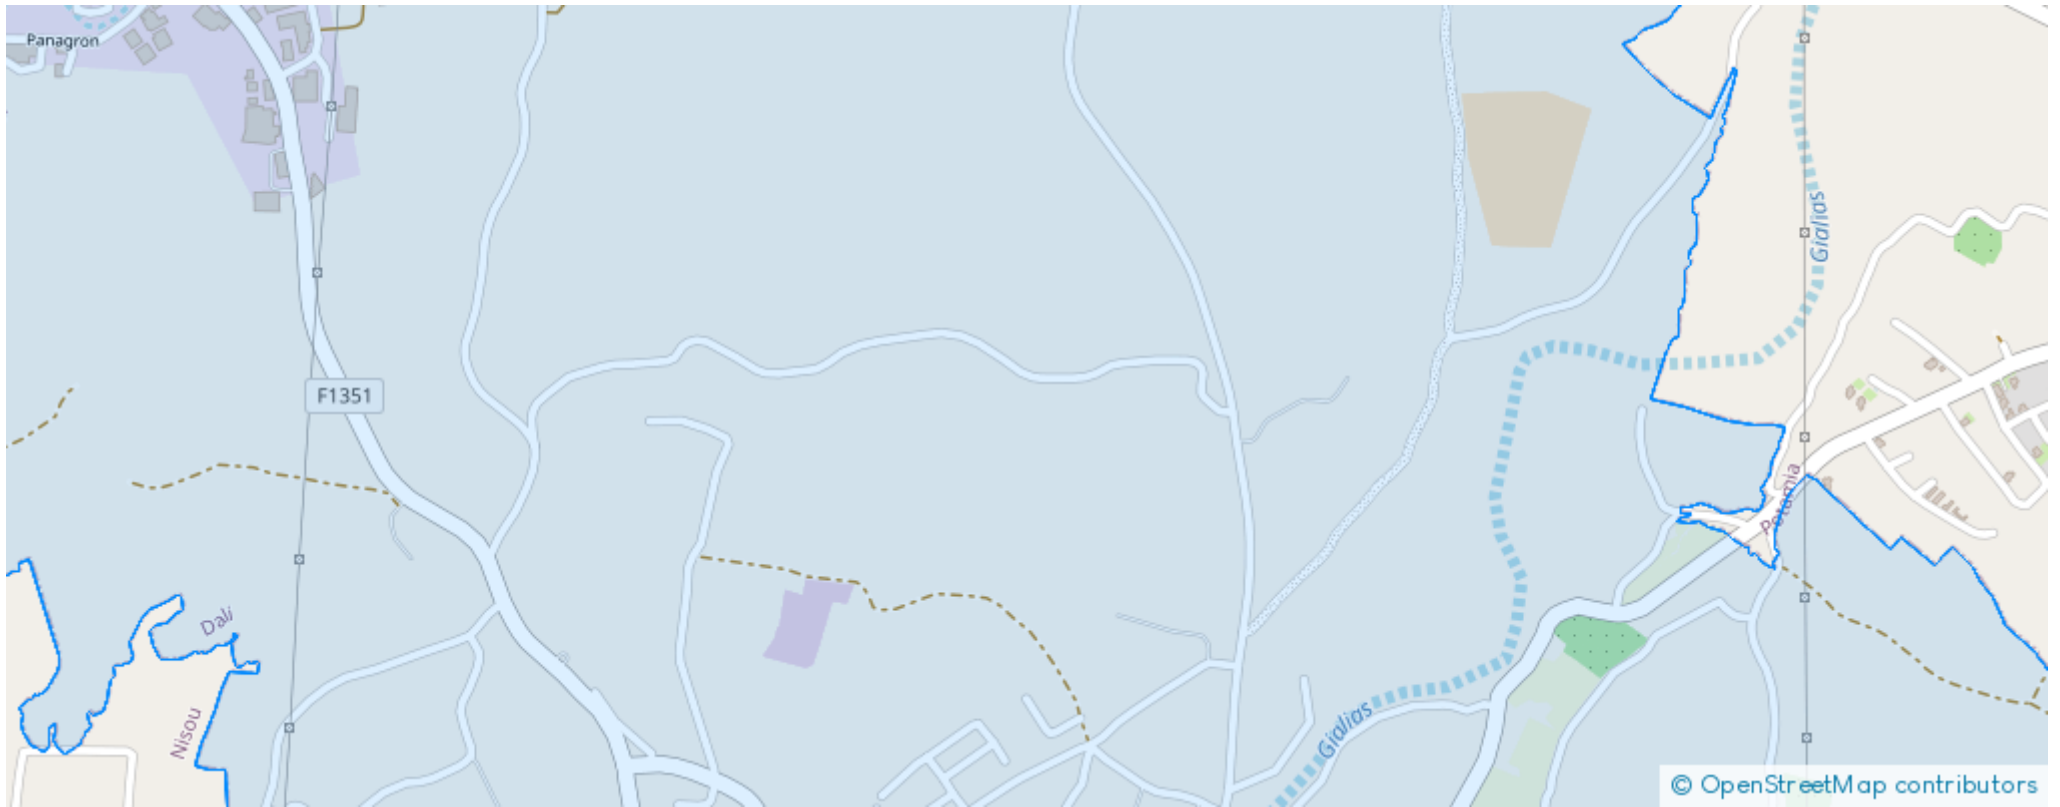 Panagron
Gialias
F1351
Potamia
Dali
Nisou
Gialias
© OpenStreetMap contributors